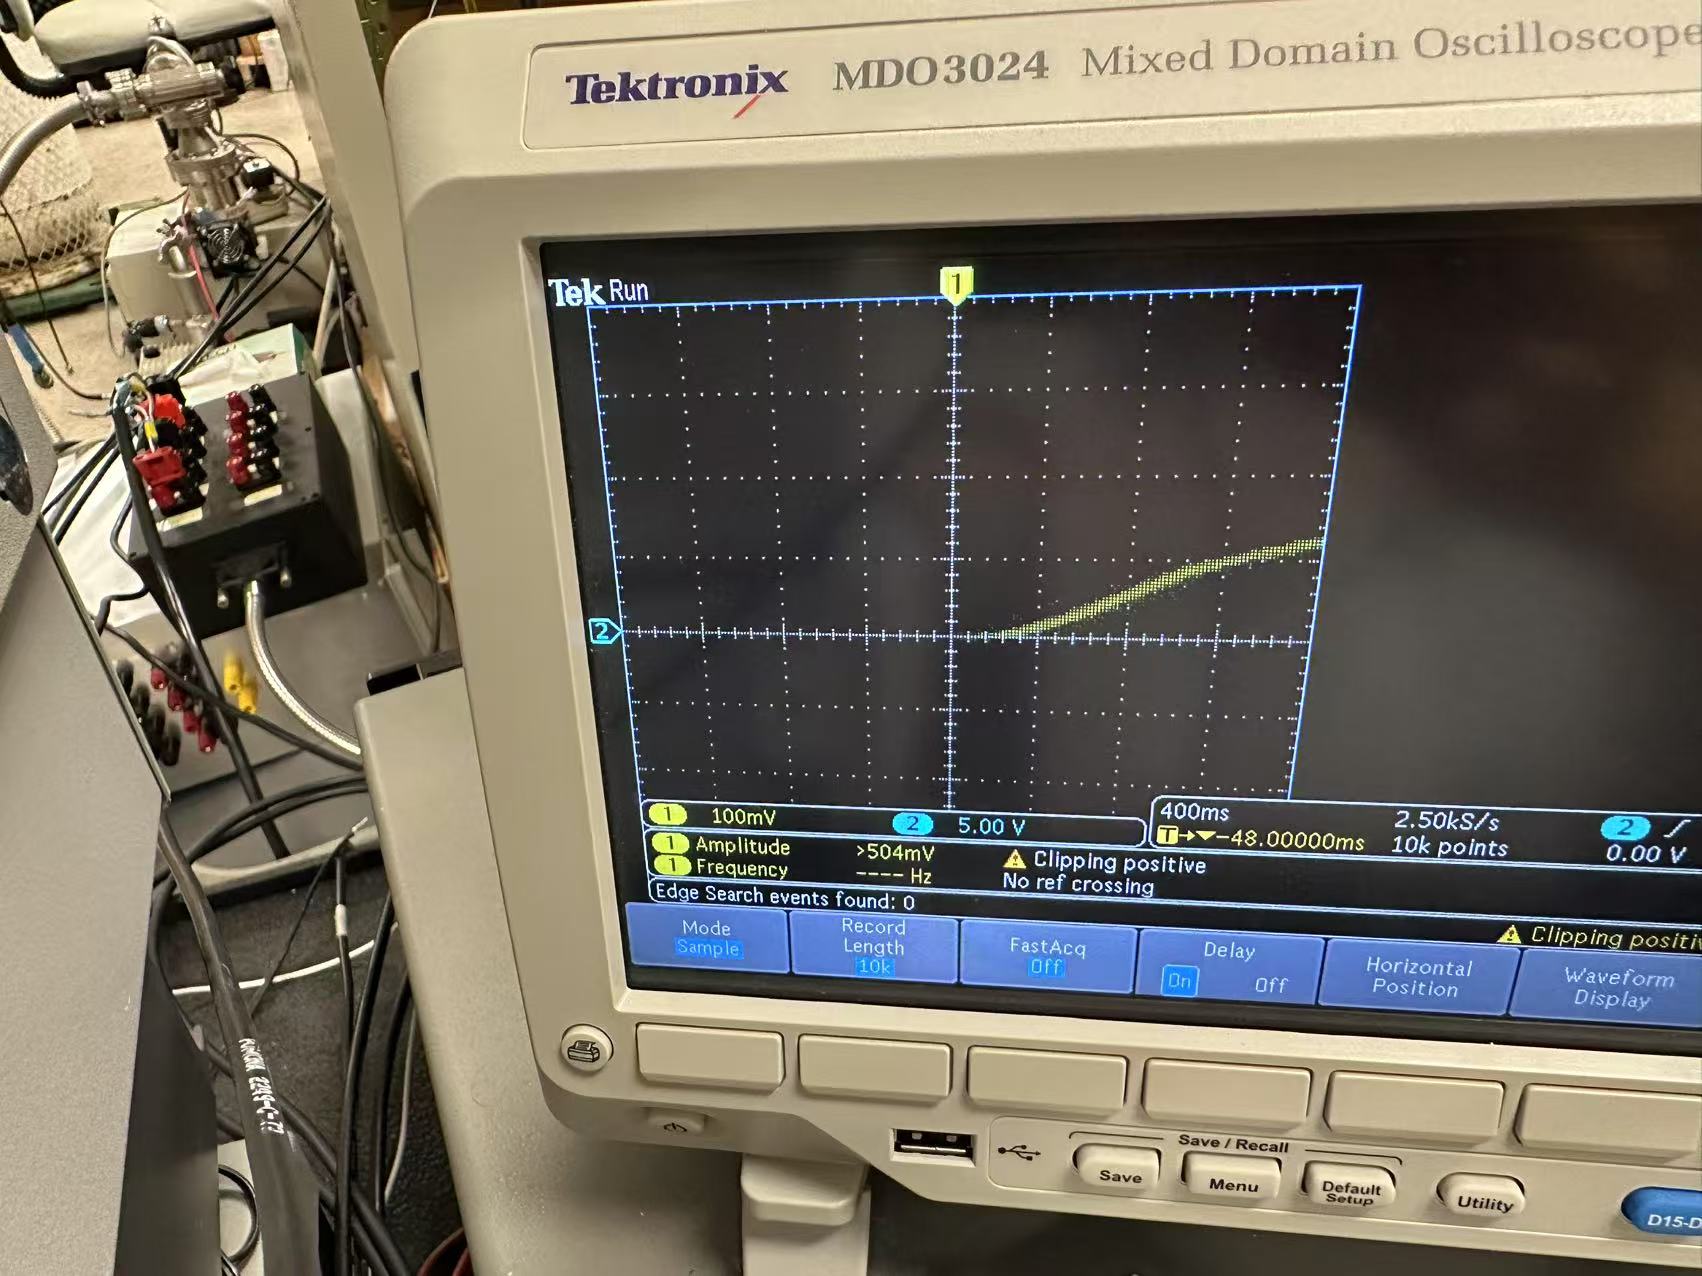 Tektronix MDO3024 Mixed Domain Oscilloscope
Tek Run
1
2
1 100mV 2 5.00 V
400ms 2.50kS/s 2
T→▼−48.00000ms 10k points 0.00 V
1 Amplitude >504mV
1 Frequency ---- Hz
Clipping positive
No ref crossing
Edge Search events found: 0
Clipping
Mode
Sample
Record
Length
10k
FastAcq
Off
Delay
On Off
Horizontal
Position
Waveform
Display
Save / Recall
Save
Menu
Default
Setup
Utility
D15-D